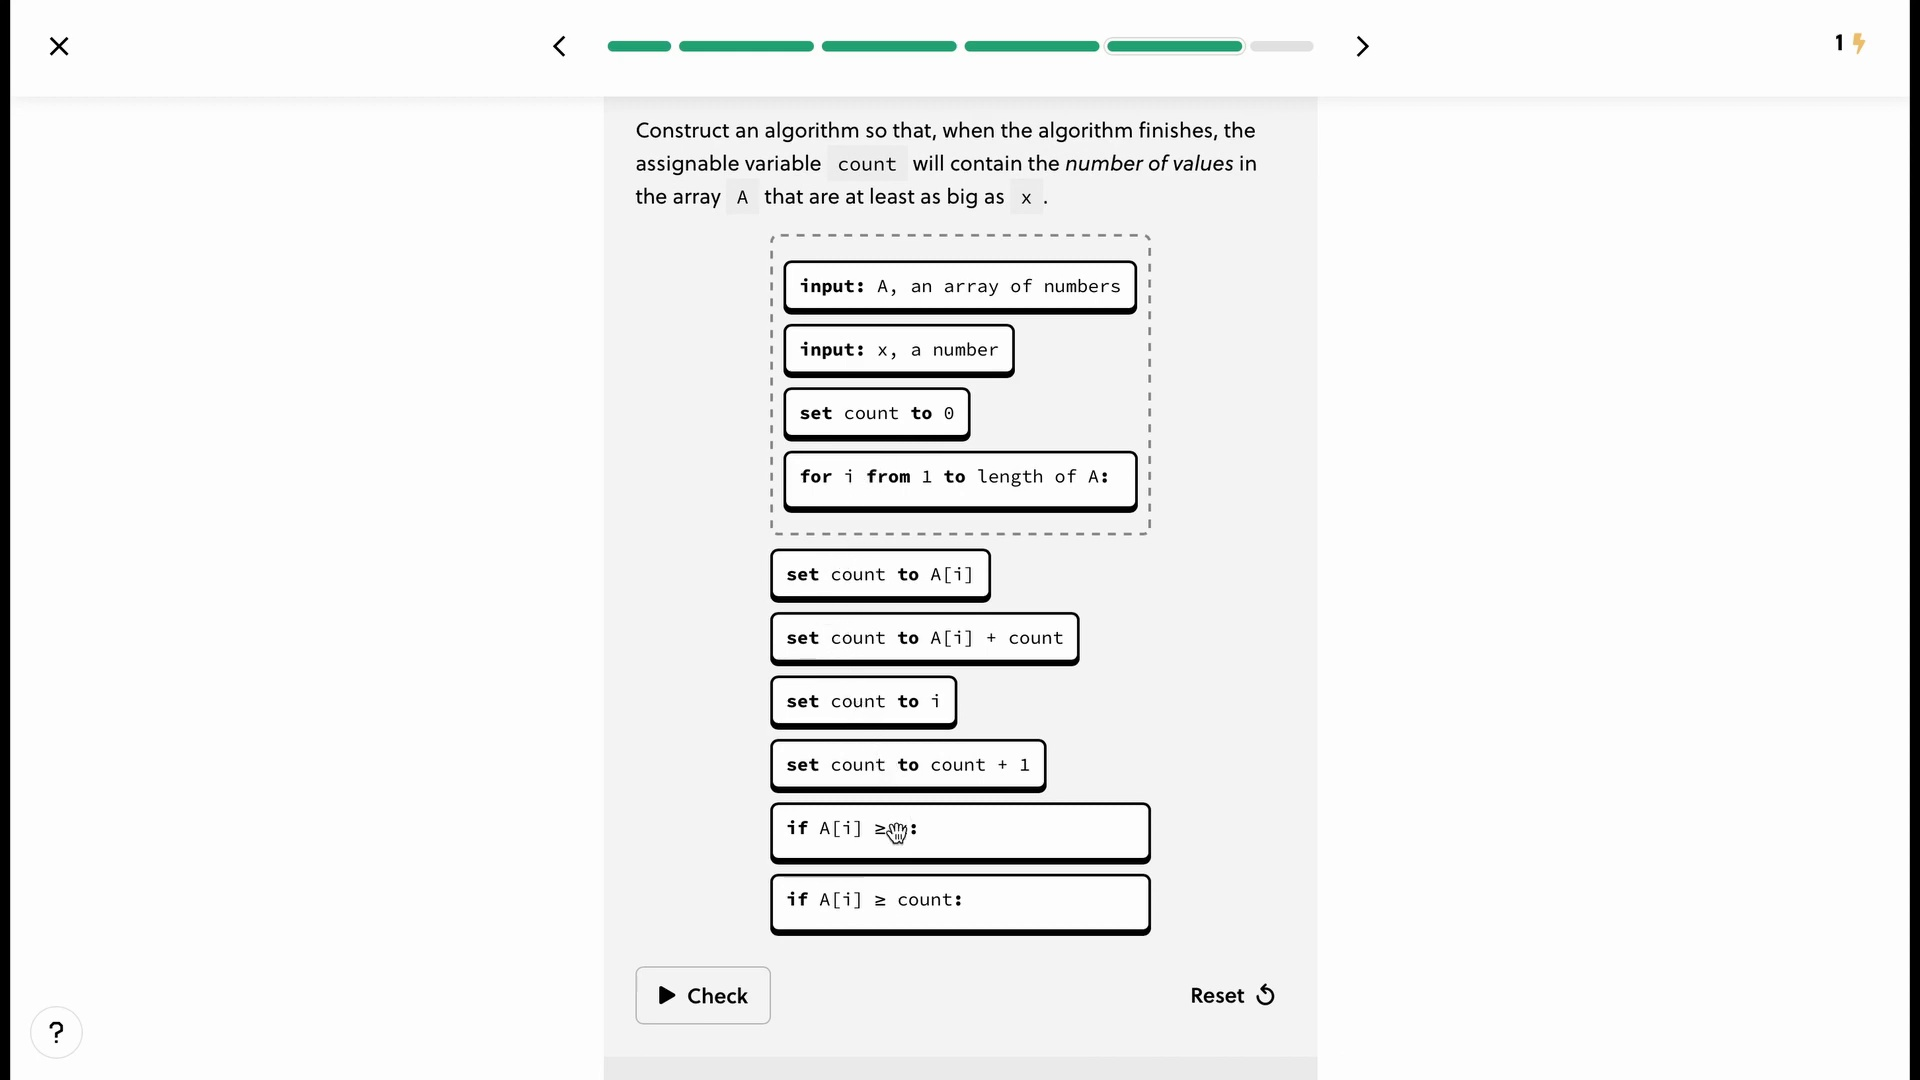 1
Construct an algorithm so that, when the algorithm finishes, the
assignable variable count will contain the number of values in
the array A that are at least as big as x .
input: A, an array of numbers
input: x, a number
set count to 0
for i from 1 to length of A:
set count to A[i]
set count to A[i] + count
set count to i
set count to count + 1
if A[i] ≥ :
if A[i] ≥ count:
Check
Reset
?